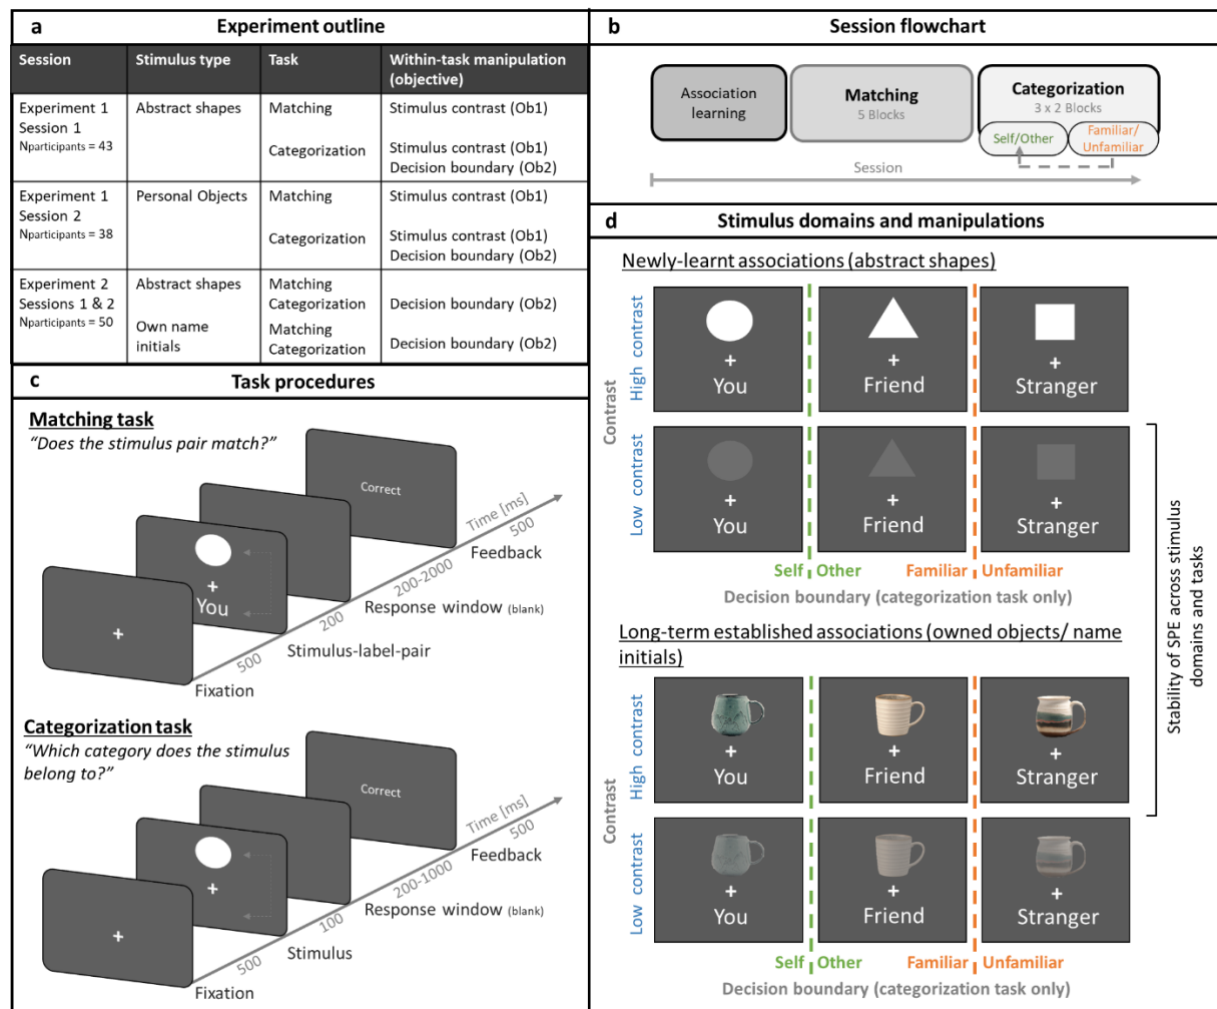 a
Experiment outline
Session
Stimulus type
Task
Within-task manipulation
(objective)
Experiment 1
Session 1
Nparticipants = 43
Abstract shapes
Matching
Stimulus contrast (Ob1)
Categorization
Stimulus contrast (Ob1)
Decision boundary (Ob2)
Experiment 1
Session 2
Nparticipants = 38
Personal Objects
Matching
Stimulus contrast (Ob1)
Categorization
Stimulus contrast (Ob1)
Decision boundary (Ob2)
Experiment 2
Sessions 1 & 2
Nparticipants = 50
Abstract shapes
Matching
Categorization
Decision boundary (Ob2)
Own name
initials
Matching
Categorization
Decision boundary (Ob2)
b
Session flowchart
Association
learning
Matching
5 Blocks
Categorization
3 x 2 Blocks
Self/Other
Familiar/
Unfamiliar
Session
c
Task procedures
Matching task
"Does the stimulus pair match?"
Correct
+
You
+
Time [ms]
500
Feedback
200-2000
Response window (blank)
200
Stimulus-label-pair
500
Fixation
Categorization task
"Which category does the stimulus
belong to?"
Correct
+
+
Time [ms]
500
Feedback
200-1000
Response window (blank)
100
Stimulus
500
Fixation
d
Stimulus domains and manipulations
Newly-learnt associations (abstract shapes)
Contrast
High contrast
+
You
+
Friend
+
Stranger
Low contrast
+
You
+
Friend
+
Stranger
Self Other
Familiar Unfamiliar
Decision boundary (categorization task only)
Long-term established associations (owned objects/ name
initials)
Contrast
High contrast
+
You
+
Friend
+
Stranger
Low contrast
+
You
+
Friend
+
Stranger
Self Other
Familiar Unfamiliar
Decision boundary (categorization task only)
Stability of SPE across stimulus
domains and tasks